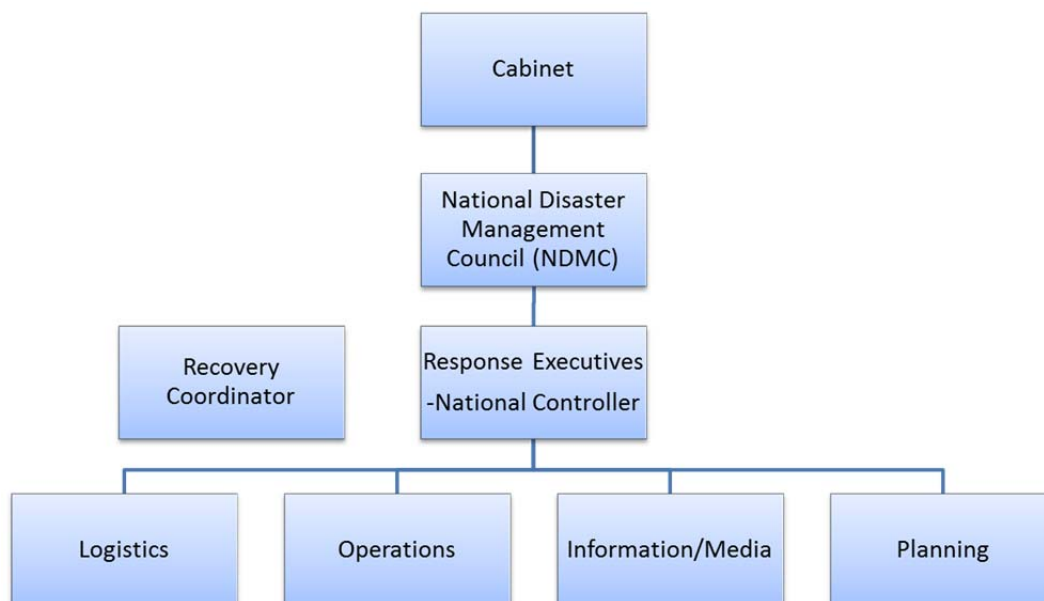 Cabinet
National Disaster
Management
Council (NDMC)
Recovery
Coordinator
Response Executives
-National Controller
Logistics
Operations
Information/Media
Planning